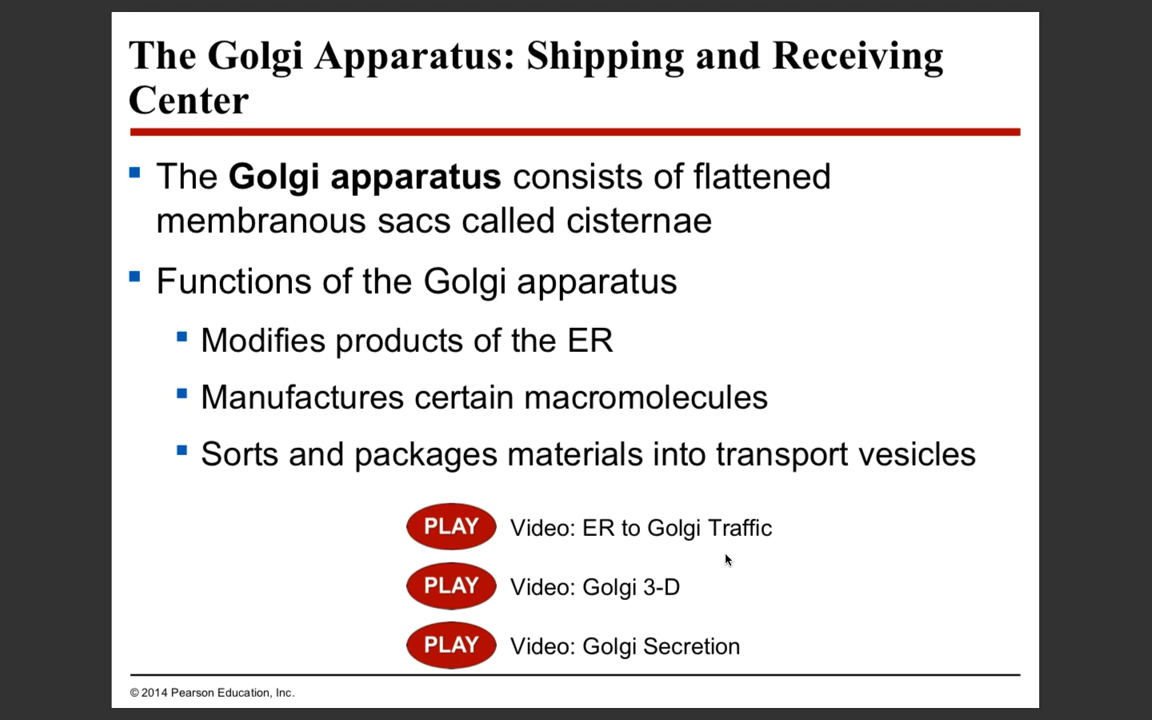 The Golgi Apparatus: Shipping and Receiving
Center
The Golgi apparatus consists of flattened
membranous sacs called cisternae
Functions of the Golgi apparatus
Modifies products of the ER
Manufactures certain macromolecules
Sorts and packages materials into transport vesicles
PLAY Video: ER to Golgi Traffic
PLAY Video: Golgi 3-D
PLAY Video: Golgi Secretion
© 2014 Pearson Education, Inc.